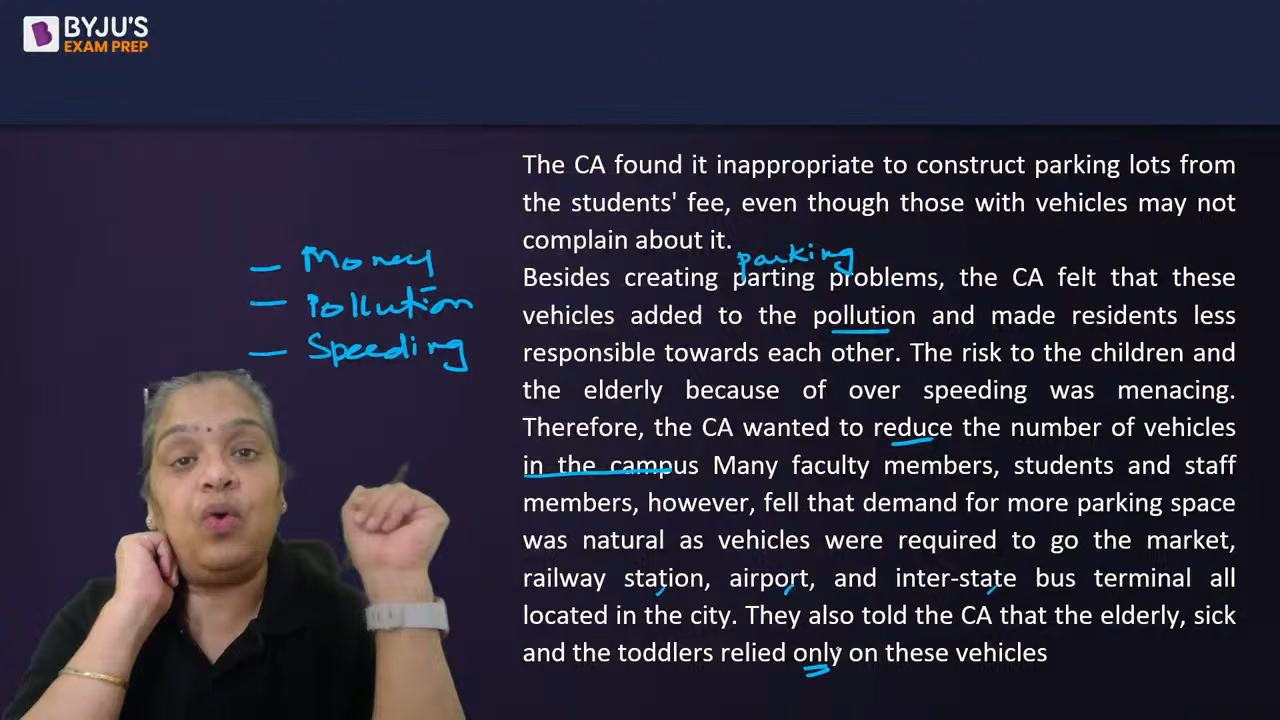 BYJU'S
EXAM PREP
The CA found it inappropriate to construct parking lots from
the students' fee, even though those with vehicles may not
complain about it.
parking
Besides creating parting problems, the CA felt that these
vehicles added to the pollution and made residents less
responsible towards each other. The risk to the children and
the elderly because of over speeding was menacing.
Therefore, the CA wanted to reduce the number of vehicles
in the campus Many faculty members, students and staff
members, however, fell that demand for more parking space
was natural as vehicles were required to go the market,
railway station, airport, and inter-state bus terminal all
located in the city. They also told the CA that the elderly, sick
and the toddlers relied only on these vehicles
— Money
— Pollution
— Speeding